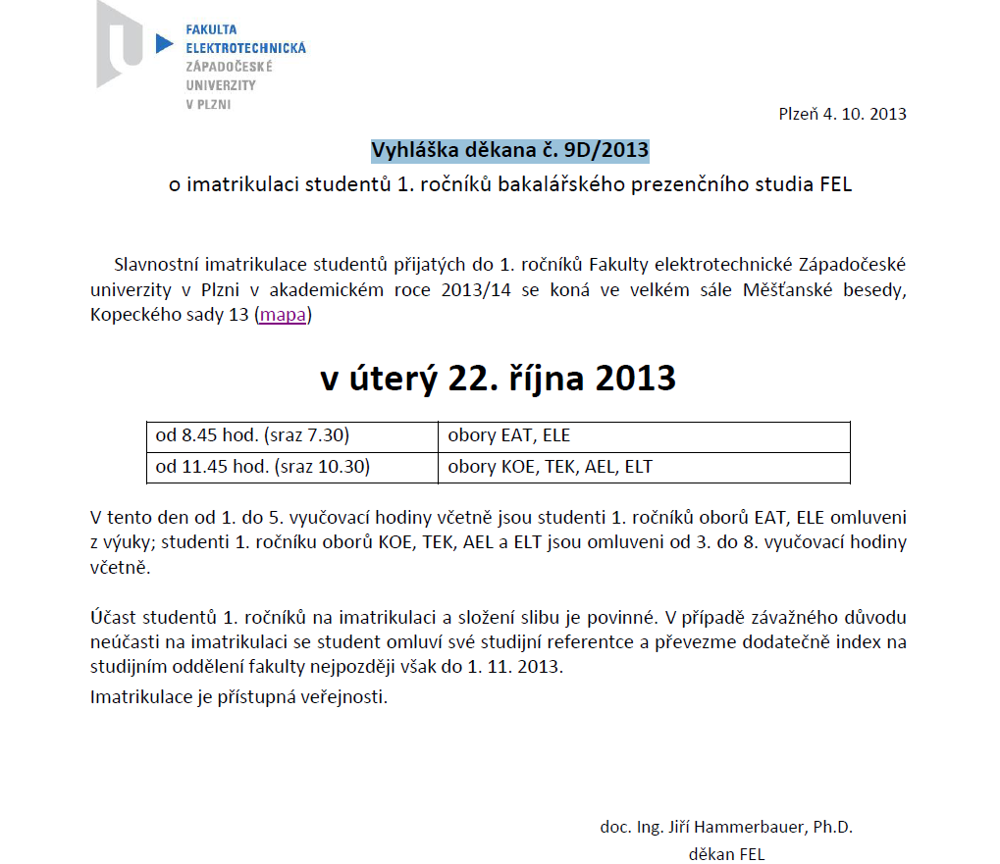 FAKULTA
ELEKTROTECHNICKÁ
ZÁPADOČESKÉ
UNIVERZITY
V PLZNI
Plzeň 4. 10. 2013
Vyhláška děkana č. 9D/2013
o imatrikulaci studentů 1. ročníků bakalářského prezenčního studia FEL
Slavnostní imatrikulace studentů přijatých do 1. ročníků Fakulty elektrotechnické Západočeské
univerzity v Plzni v akademickém roce 2013/14 se koná ve velkém sále Měšťanské besedy,
Kopeckého sady 13 (mapa)
v úterý 22. října 2013
od 8.45 hod. (sraz 7.30) obory EAT, ELE
od 11.45 hod. (sraz 10.30) obory KOE, TEK, AEL, ELT
V tento den od 1. do 5. vyučovací hodiny včetně jsou studenti 1. ročníků oborů EAT, ELE omluveni
z výuky; studenti 1. ročníku oborů KOE, TEK, AEL a ELT jsou omluveni od 3. do 8. vyučovací hodiny
včetně.
Účast studentů 1. ročníků na imatrikulaci a složení slibu je povinné. V případě závažného důvodu
neúčasti na imatrikulaci se student omluví své studijní referentce a převezme dodatečně index na
studijním oddělení fakulty nejpozději však do 1. 11. 2013.
Imatrikulace je přístupná veřejnosti.
doc. Ing. Jiří Hammerbauer, Ph.D.
děkan FEL